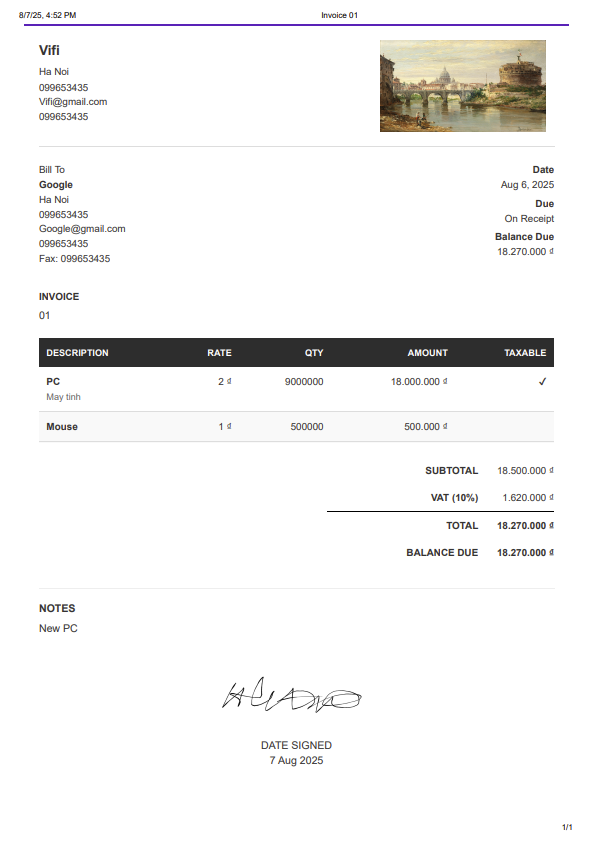 8/7/25, 4:52 PM Invoice 01
Vifi
Ha Noi
099653435
Vifi@gmail.com
099653435
Bill To
Google
Ha Noi
099653435
Google@gmail.com
099653435
Fax: 099653435
Date
Aug 6, 2025
Due
On Receipt
Balance Due
18.270.000 ₫
INVOICE
01
DESCRIPTION RATE QTY AMOUNT TAXABLE
PC 2 ₫ 9000000 18.000.000 ₫ ✓
May tinh
Mouse 1 ₫ 500000 500.000 ₫
SUBTOTAL 18.500.000 ₫
VAT (10%) 1.620.000 ₫
TOTAL 18.270.000 ₫
BALANCE DUE 18.270.000 ₫
NOTES
New PC
DATE SIGNED
7 Aug 2025
1/1